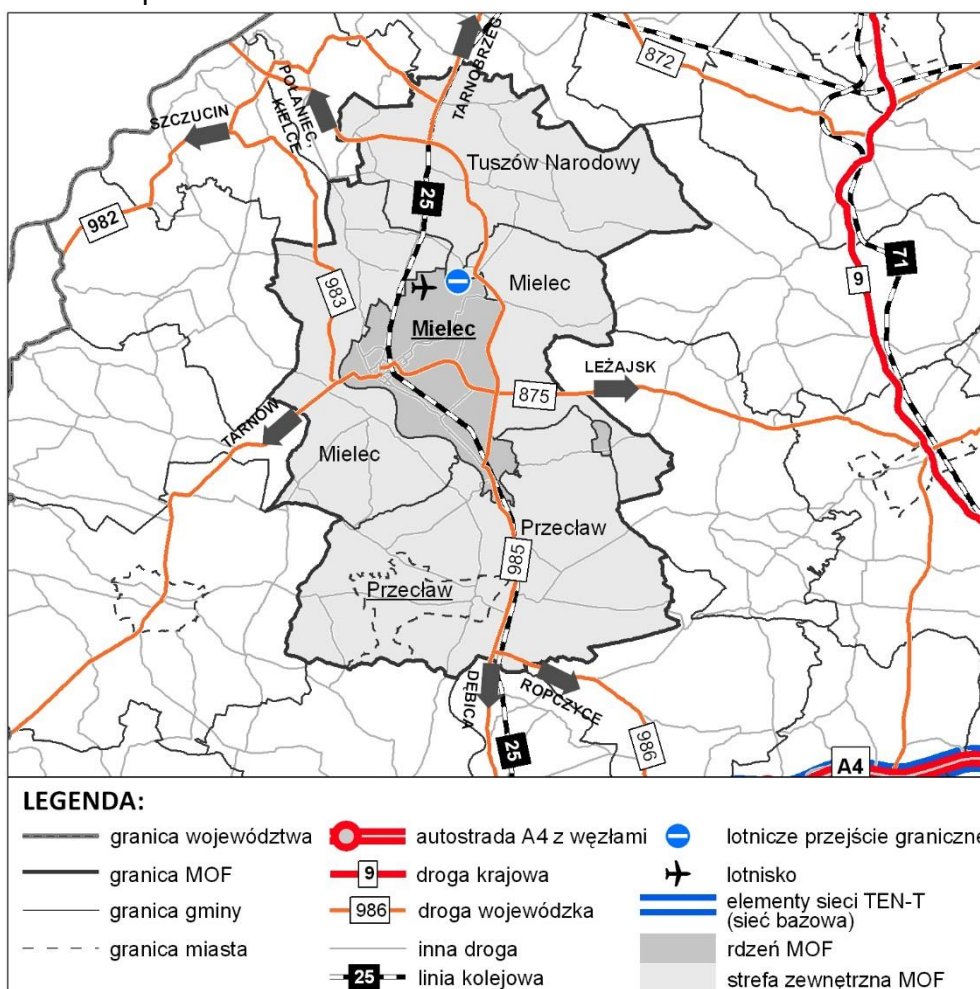 TARNOBRZEG
872
POŁANIEC,
KIELCE
SZCZUCIN
Tuszów Narodowy
25
982
71
983
9
Mielec
Mielec
LEŻAJSK
875
TARNÓW
Mielec
Przecław
985
Przecław
DĘBICA
ROPCZYCE
986
25
A4
LEGENDA:
granica województwa
granica MOF
granica gminy
granica miasta
autostrada A4 z węzłami
9 droga krajowa
986 droga wojewódzka
inna droga
25 linia kolejowa
lotnicze przejście graniczne
lotnisko
elementy sieci TEN-T
(sieć bazowa)
rdzeń MOF
strefa zewnętrzna MOF